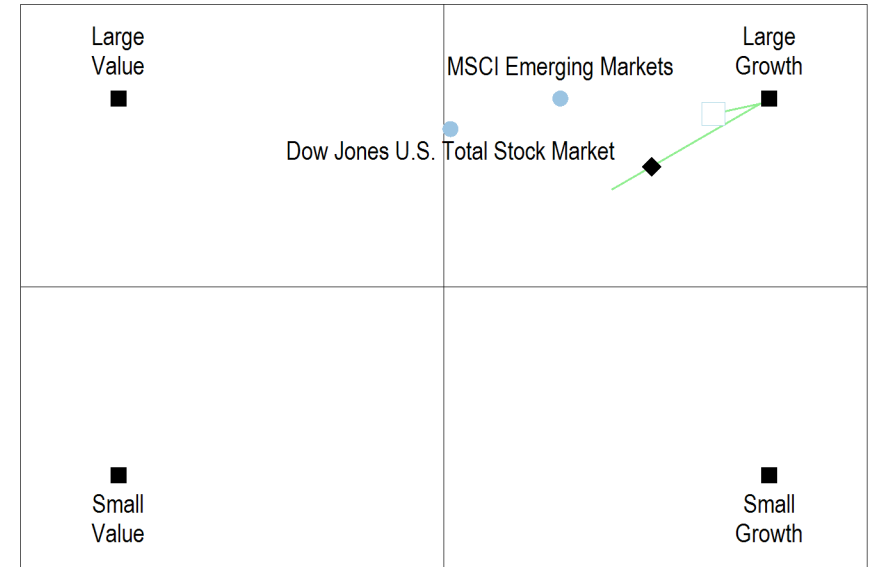 Large
Value
Large
Growth
MSCI Emerging Markets
Dow Jones U.S. Total Stock Market
Small
Value
Small
Growth